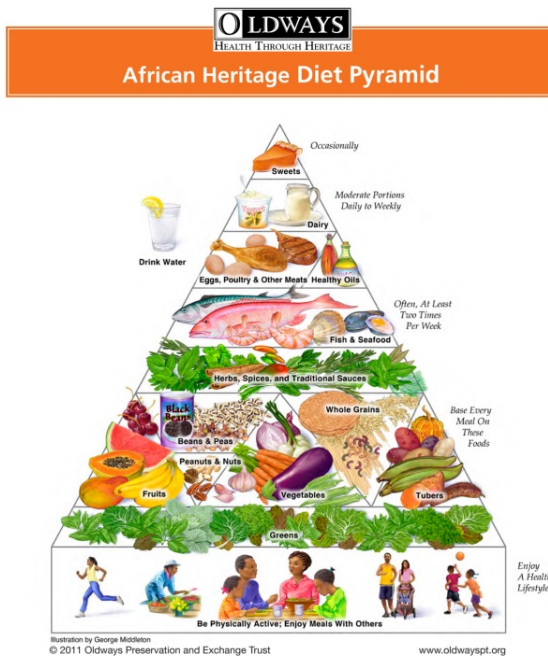 OLDWAYS
HEALTH THROUGH HERITAGE
African Heritage Diet Pyramid
Occasionally
Sweets
Moderate Portions
Daily to Weekly
Dairy
Drink Water
Eggs, Poultry & Other Meats
Healthy Oils
Often, At Least
Two Times
Per Week
Fish & Seafood
Herbs, Spices, and Traditional Sauces
Black
Beans
Beans & Peas
Whole Grains
Base Every
Meal On
These
Foods
Peanuts & Nuts
Fruits
Vegetables
Tubers
Greens
Enjoy
A Health
Lifestyle
Be Physically Active; Enjoy Meals With Others
Illustration by George Middleton
© 2011 Oldways Preservation and Exchange Trust
www.oldwayspt.org